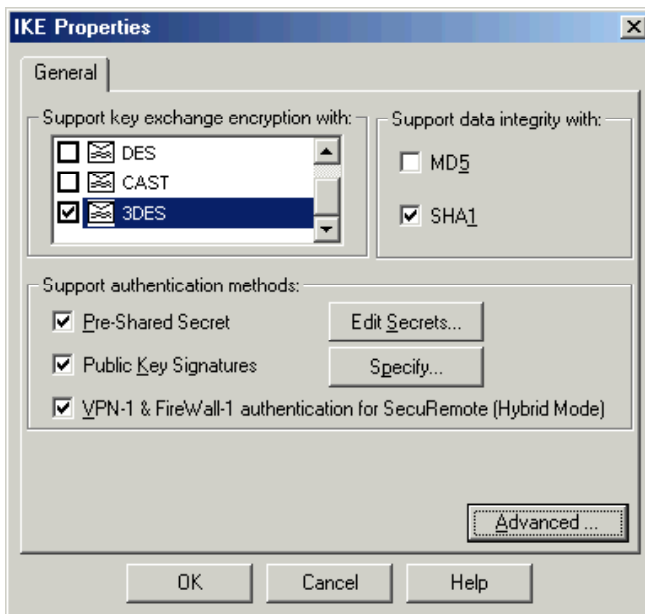 IKE Properties
General
Support key exchange encryption with:
DES
CAST
3DES
Support data integrity with:
MD5
SHA1
Support authentication methods:
Pre-Shared Secret
Edit Secrets...
Public Key Signatures
Specify...
VPN-1 & FireWall-1 authentication for SecuRemote (Hybrid Mode)
Advanced ...
OK
Cancel
Help